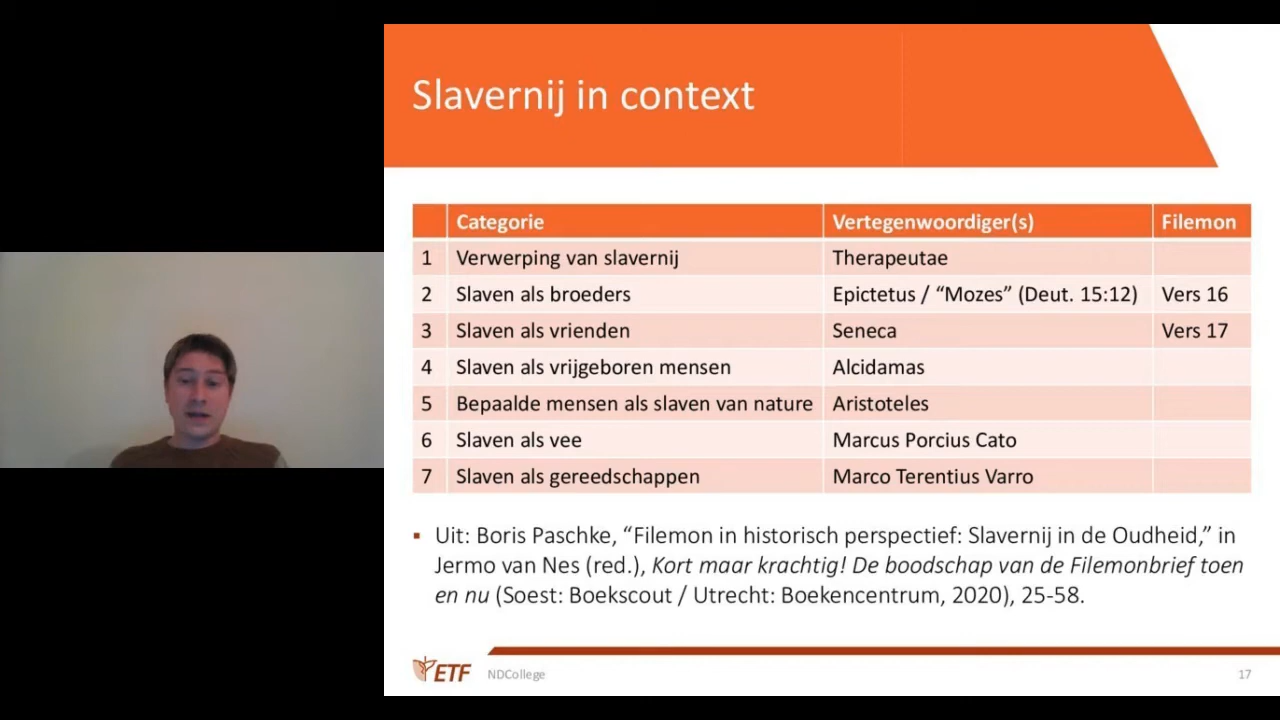 Slavernij in context
Categorie Vertegenwoordiger(s) Filemon
1 Verwerping van slavernij Therapeutae
2 Slaven als broeders Epictetus / “Mozes” (Deut. 15:12) Vers 16
3 Slaven als vrienden Seneca Vers 17
4 Slaven als vrijgeboren mensen Alcidamas
5 Bepaalde mensen als slaven van nature Aristoteles
6 Slaven als vee Marcus Porcius Cato
7 Slaven als gereedschappen Marco Terentius Varro
▪ Uit: Boris Paschke, “Filemon in historisch perspectief: Slavernij in de Oudheid,” in
Jermo van Nes (red.), Kort maar krachtig! De boodschap van de Filemonbrief toen
en nu (Soest: Boekscout / Utrecht: Boekencentrum, 2020), 25-58.
ETF NDCollege 17